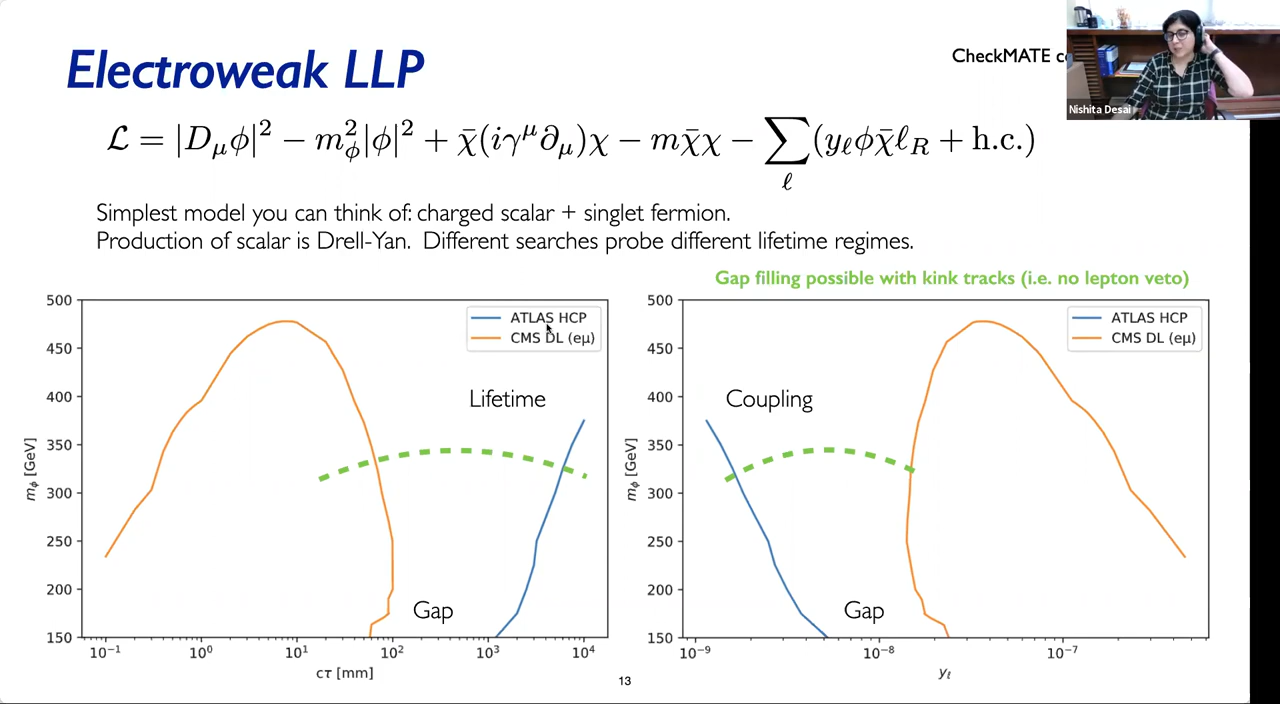 Electroweak LLP
CheckMATE
Nishita Desai
ℒ = |D_μϕ|² − m_ϕ²|ϕ|² + χ̄(iγ^μ∂_μ)χ − mχ̄χ − ∑_ℓ (y_ℓϕχ̄ℓ_R + h.c.)
Simplest model you can think of: charged scalar + singlet fermion.
Production of scalar is Drell-Yan. Different searches probe different lifetime regimes.
Gap filling possible with kink tracks (i.e. no lepton veto)
500
450
400
350
300
250
200
150
m_ϕ [GeV]
ATLAS HCP
CMS DL (eμ)
Lifetime
Gap
10⁻¹ 10⁰ 10¹ 10² 10³ 10⁴
cτ [mm]
500
450
400
350
300
250
200
150
m_ϕ [GeV]
ATLAS HCP
CMS DL (eμ)
Coupling
Gap
10⁻⁹ 10⁻⁸ 10⁻⁷
y_ℓ
13